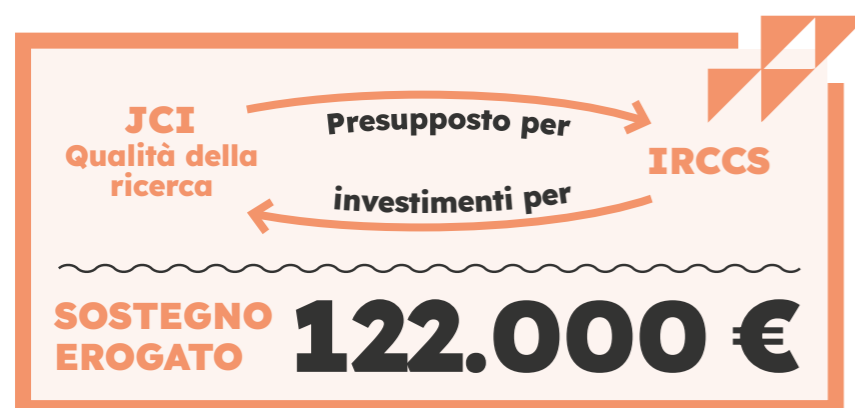 JCI
Qualità della
ricerca
Presupposto per
IRCCS
investimenti per
SOSTEGNO
EROGATO
122.000 €